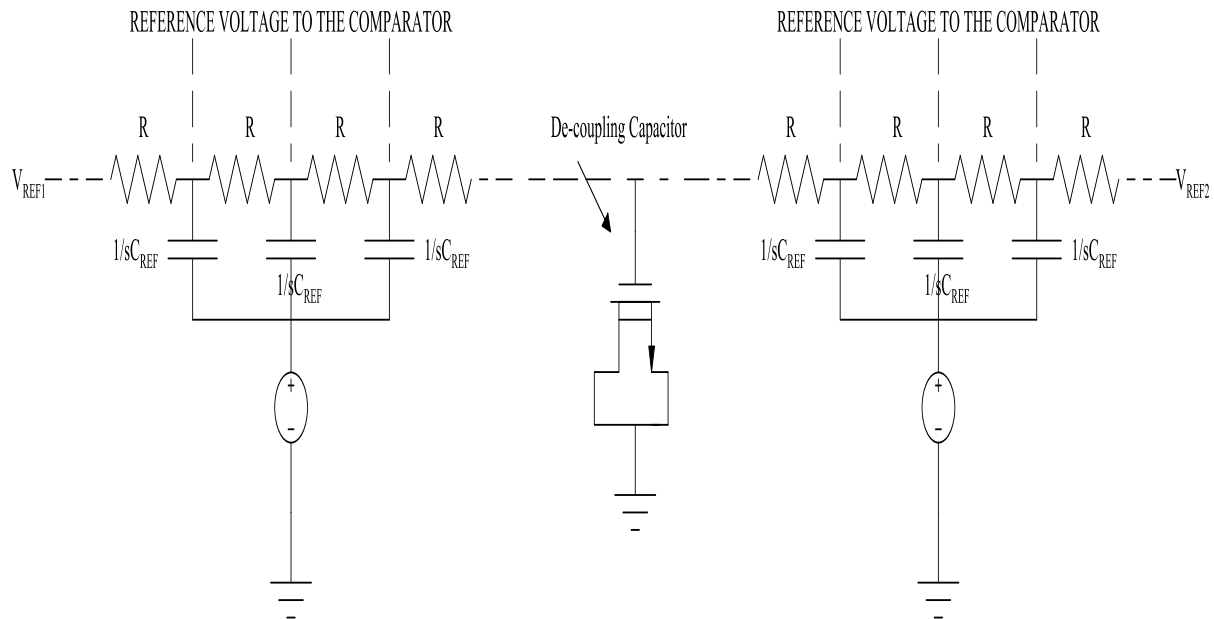 REFERENCE VOLTAGE TO THE COMPARATOR
REFERENCE VOLTAGE TO THE COMPARATOR
R R R R
De-coupling Capacitor
R R R R
VREF1
VREF2
1/sCREF
1/sCREF
1/sCREF
1/sCREF
1/sCREF
1/sCREF
+
-
+
-